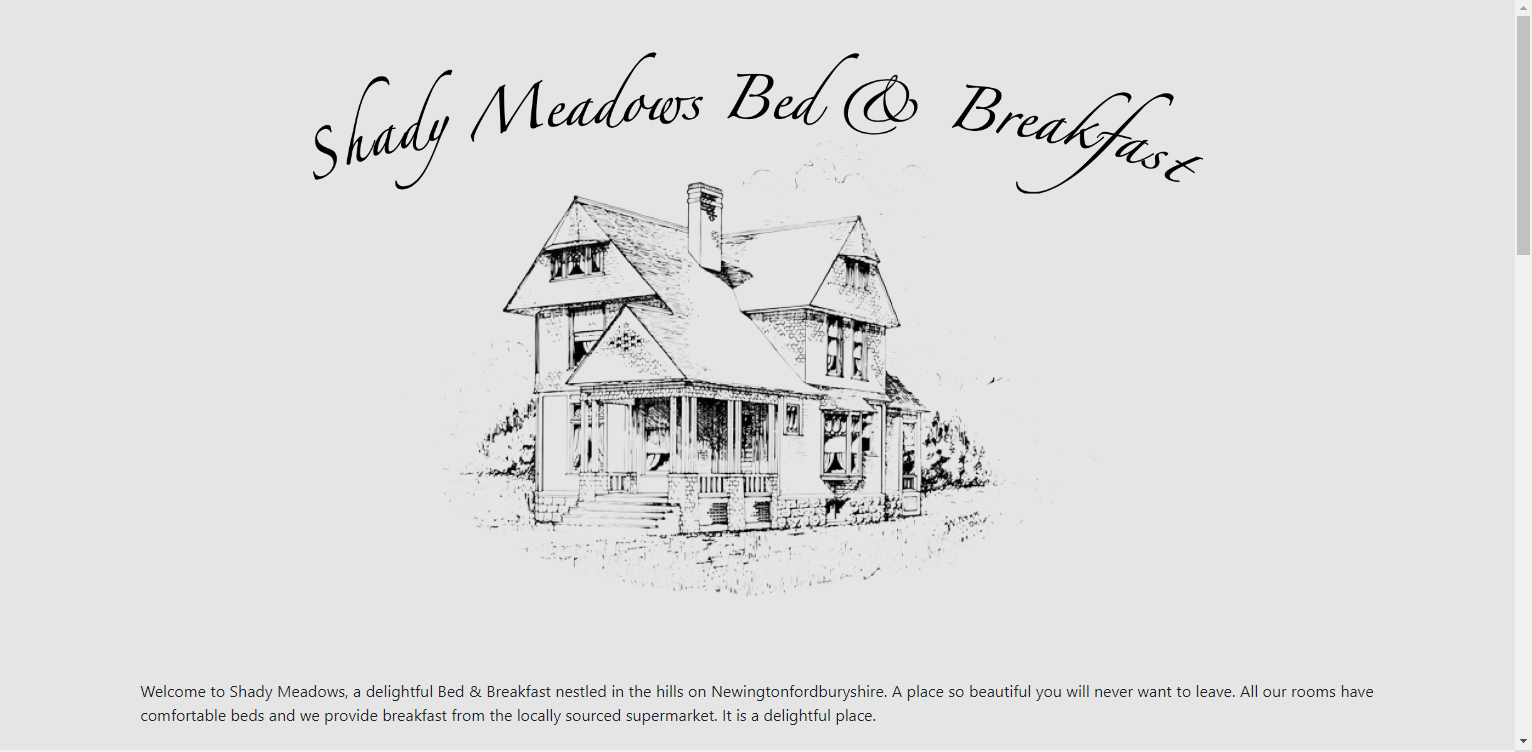 Shady Meadows Bed & Breakfast
Welcome to Shady Meadows, a delightful Bed & Breakfast nestled in the hills on Newingtonfordburyshire. A place so beautiful you will never want to leave. All our rooms have
comfortable beds and we provide breakfast from the locally sourced supermarket. It is a delightful place.